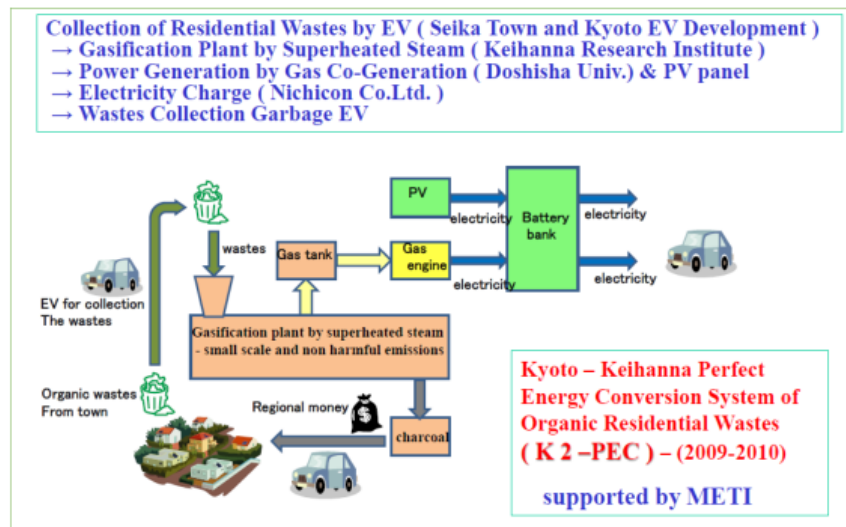 Collection of Residential Wastes by EV ( Seika Town and Kyoto EV Development )
→ Gasification Plant by Superheated Steam ( Keihanna Research Institute )
→ Power Generation by Gas Co-Generation ( Doshisha Univ.) & PV panel
→ Electricity Charge ( Nichicon Co.Ltd. )
→ Wastes Collection Garbage EV
PV
electricity
Battery
bank
electricity
wastes
Gas tank
Gas
engine
electricity
electricity
EV for collection
The wastes
Gasification plant by superheated steam
- small scale and non harmful emissions
Organic wastes
From town
Regional money
$
charcoal
Kyoto – Keihanna Perfect
Energy Conversion System of
Organic Residential Wastes
( K 2 –PEC ) – (2009-2010)
supported by METI